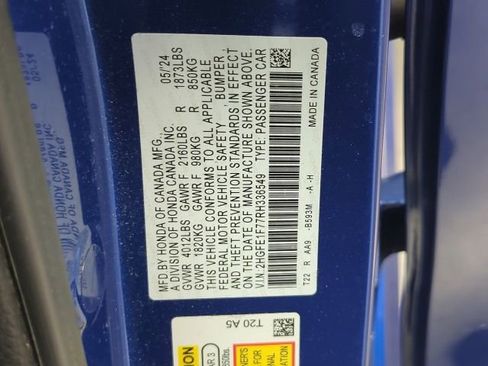 MFD BY HONDA OF CANADA MFG. 05/24
A DIVISION OF HONDA CANADA INC.
GVWR 4012LBS GAWR F 2160LBS R 1873LBS
GVWR 1820KG GAWR F 980KG R 850KG
THIS VEHICLE CONFORMS TO ALL APPLICABLE
FEDERAL MOTOR VEHICLE SAFETY, BUMPER,
THEFT PREVENTION STANDARDS IN EFFECT
ON THE DATE OF MANUFACTURE SHOWN ABOVE.
V.I.N. 2HGFE1F77RH336549 TYPE: PASSENGER CAR
T22 R AA9 -B593M -A -H MADE IN CANADA
T20 A5